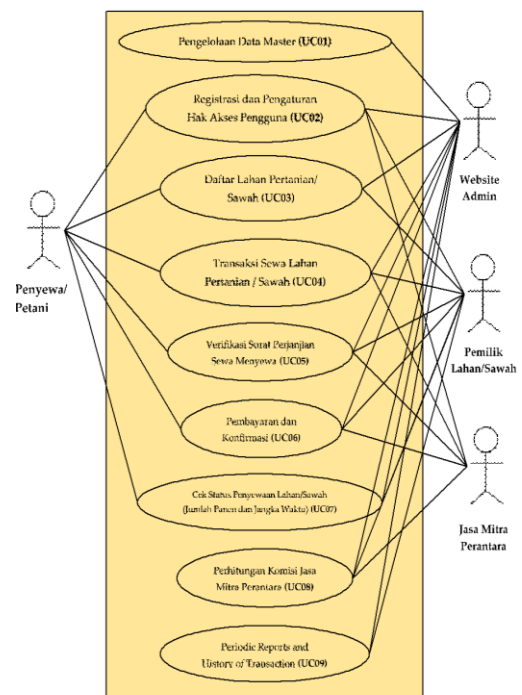 Pengelolaan Data Master (UC01)
Registrasi dan Pengaturan
Hak Akses Pengguna (UC02)
Website
Admin
Daftar Lahan Pertanian/
Sawah (UC03)
Penyewa/
Petani
Transaksi Sewa Lahan
Pertanian / Sawah (UC04)
Pemilik
Lahan/Sawah
Verifikasi Surat Perjanjian
Sewa Menyewa (UC05)
Pembayaran dan
Konfirmasi (UC06)
Cek Status Penyewaan Lahan/Sawah
(Jumlah Panen dan Jangka Waktu) (UC07)
Jasa Mitra
Perantara
Perhitungan Komisi Jasa
Mitra Perantara (UC08)
Periodic Reports and
History of Transaction (UC09)